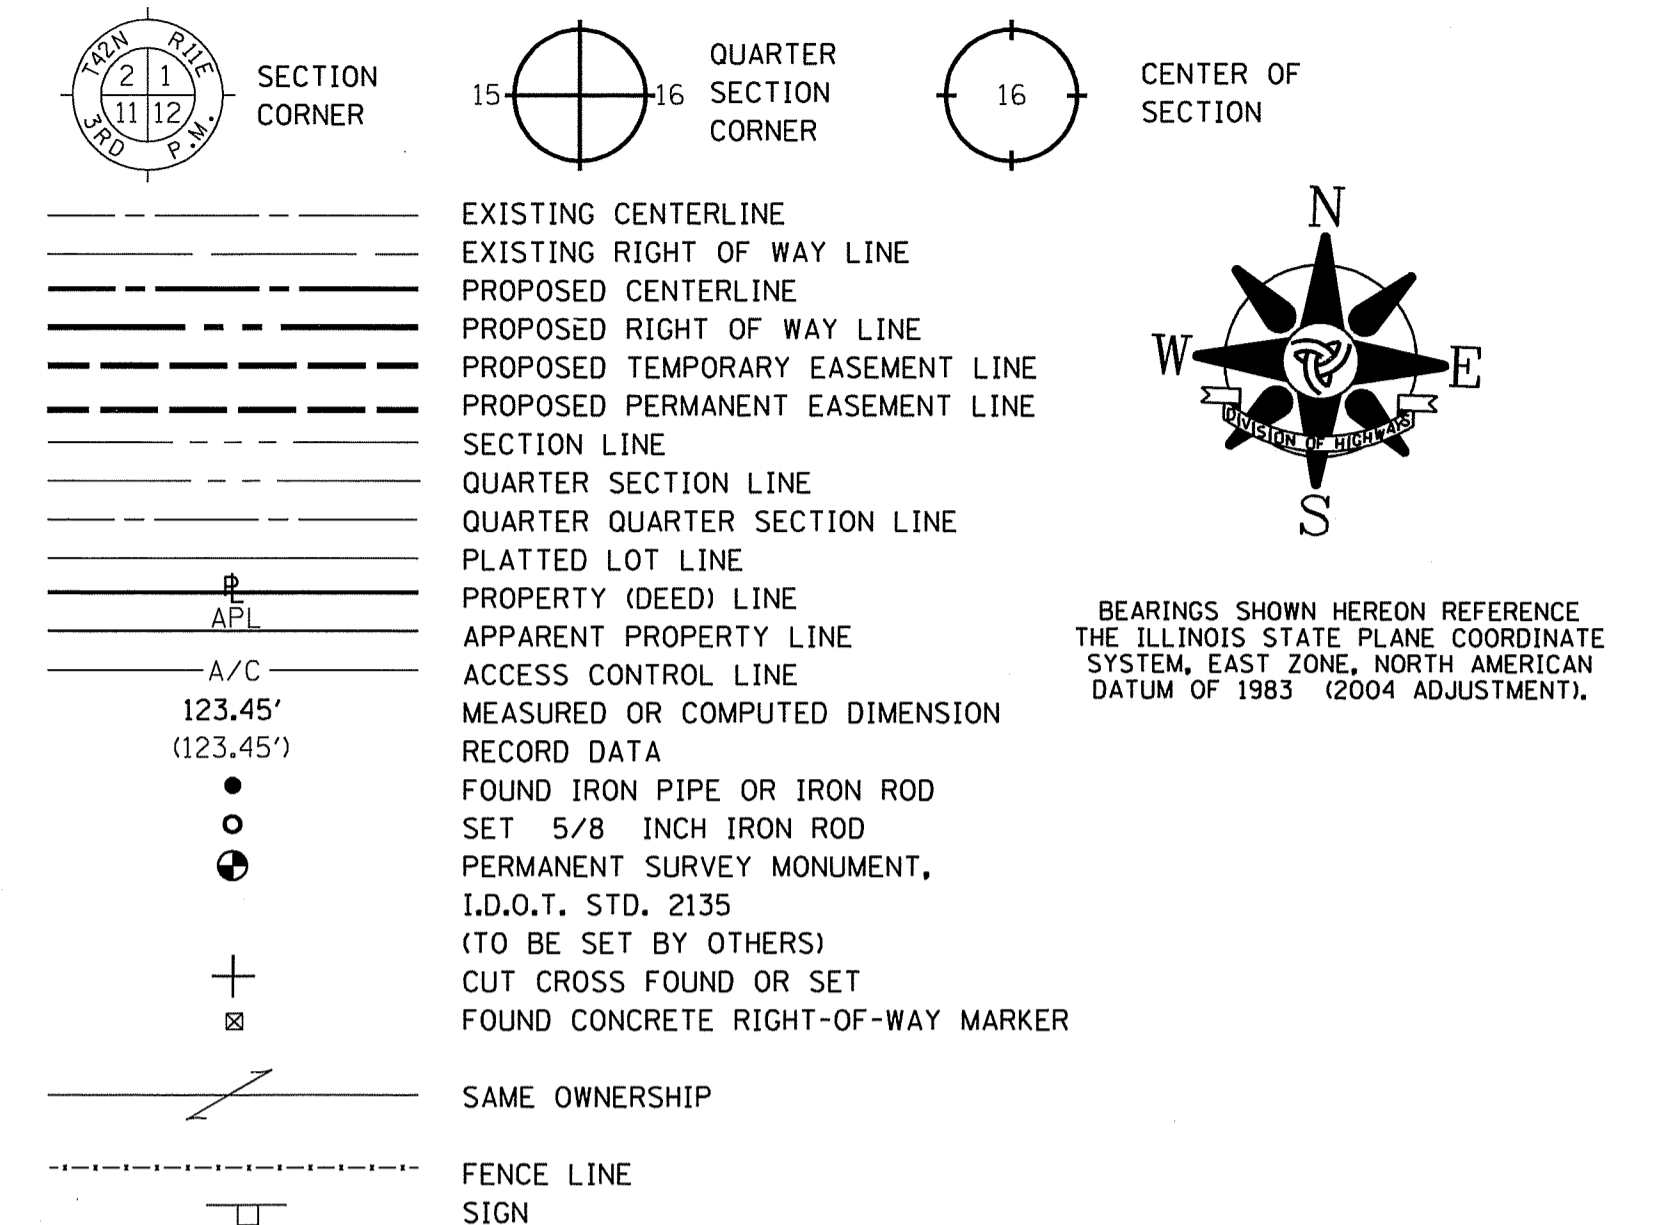 T42N R11E
2 1
11 12
3RD P.M.
SECTION
CORNER
15 16
QUARTER
SECTION
CORNER
16
CENTER OF
SECTION
EXISTING CENTERLINE
EXISTING RIGHT OF WAY LINE
PROPOSED CENTERLINE
PROPOSED RIGHT OF WAY LINE
PROPOSED TEMPORARY EASEMENT LINE
PROPOSED PERMANENT EASEMENT LINE
SECTION LINE
QUARTER SECTION LINE
QUARTER QUARTER SECTION LINE
PLATTED LOT LINE
PL PROPERTY (DEED) LINE
APL APPARENT PROPERTY LINE
A/C ACCESS CONTROL LINE
123.45' MEASURED OR COMPUTED DIMENSION
(123.45') RECORD DATA
FOUND IRON PIPE OR IRON ROD
SET 5/8 INCH IRON ROD
PERMANENT SURVEY MONUMENT,
I.D.O.T. STD. 2135
(TO BE SET BY OTHERS)
CUT CROSS FOUND OR SET
FOUND CONCRETE RIGHT-OF-WAY MARKER
SAME OWNERSHIP
FENCE LINE
SIGN
N
W E
DIVISION OF HIGHWAYS
S
BEARINGS SHOWN HEREON REFERENCE
THE ILLINOIS STATE PLANE COORDINATE
SYSTEM, EAST ZONE, NORTH AMERICAN
DATUM OF 1983 (2004 ADJUSTMENT).